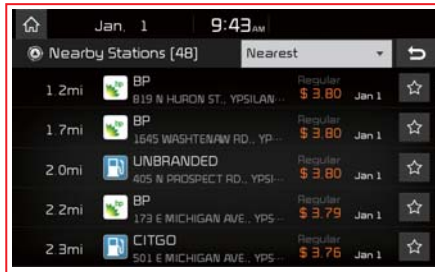 Jan. 1 9:43 AM
Nearby Stations [48] Nearest
1.2mi BP Regular
819 N HURON ST., YPSILAN··· $ 3.80 Jan 1
1.7mi BP Regular
1645 WASHTENAW RD., YP··· $ 3.80 Jan 1
2.0mi UNBRANDED Regular
405 N PROSPECT RD., YPSI··· $ 3.80 Jan 1
2.2mi BP Regular
173 E MICHIGAN AVE., YPS··· $ 3.79 Jan 1
2.3mi CITGO Regular
501 E MICHIGAN AVE., YPS··· $ 3.76 Jan 1